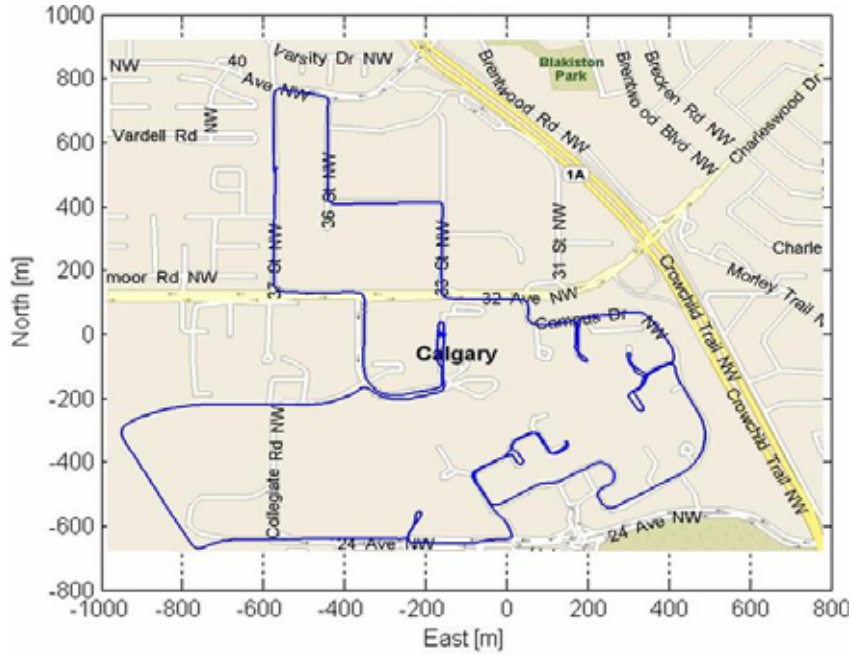 1000
800
600
400
200
0
-200
-400
-600
-800
North [m]
-1000
-800
-600
-400
-200
0
200
400
600
800
East [m]
NW
40
Ave NW
Varsity Dr NW
Brentwood Rd NW
Blakiston
Park
Brentwo od Blvd NW
Brecken Rd NW
Charleswood Dr
Vardell Rd
NW
36 St NW
1A
31 St NW
33 St NW
37 St NW
moor Rd NW
32 Ave NW
Charle
Morley Trail N
Crowchild Trail NW
Campus Dr NW
Calgary
Crowchild Trail NW
Collegiate Rd NW
24 Ave NW
24 Ave NW